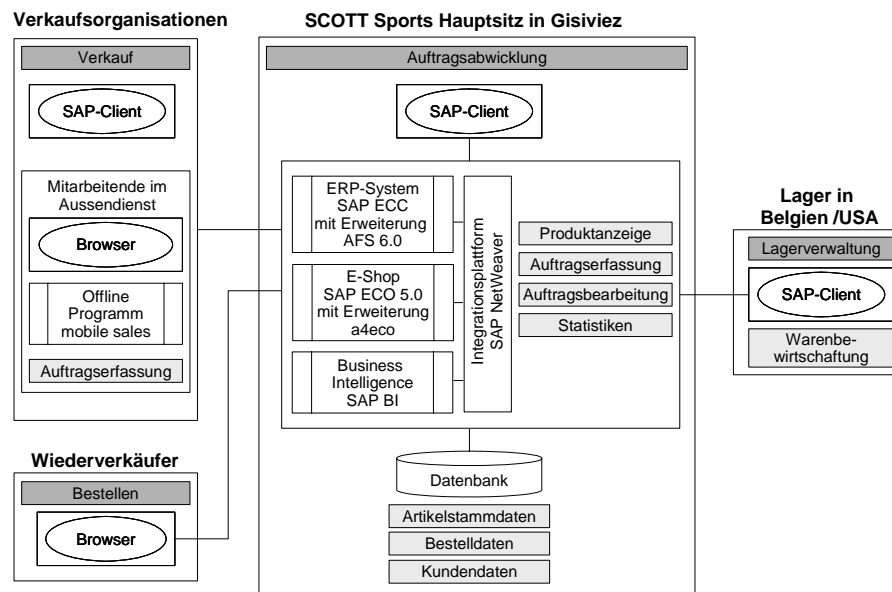 Verkaufsorganisationen
Verkauf
SAP-Client
Mitarbeitende im
Aussendienst
Browser
Offline
Programm
mobile sales
Auftragserfassung
Wiederverkäufer
Bestellen
Browser
SCOTT Sports Hauptsitz in Gisiviez
Auftragsabwicklung
SAP-Client
ERP-System
SAP ECC
mit Erweiterung
AFS 6.0
E-Shop
SAP ECO 5.0
mit Erweiterung
a4eco
Business
Intelligence
SAP BI
Integrationsplattform
SAP NetWeaver
Produktanzeige
Auftragserfassung
Auftragsbearbeitung
Statistiken
Datenbank
Artikelstammdaten
Bestelldaten
Kundendaten
Lager in
Belgien /USA
Lagerverwaltung
SAP-Client
Warenbe-
wirtschaftung